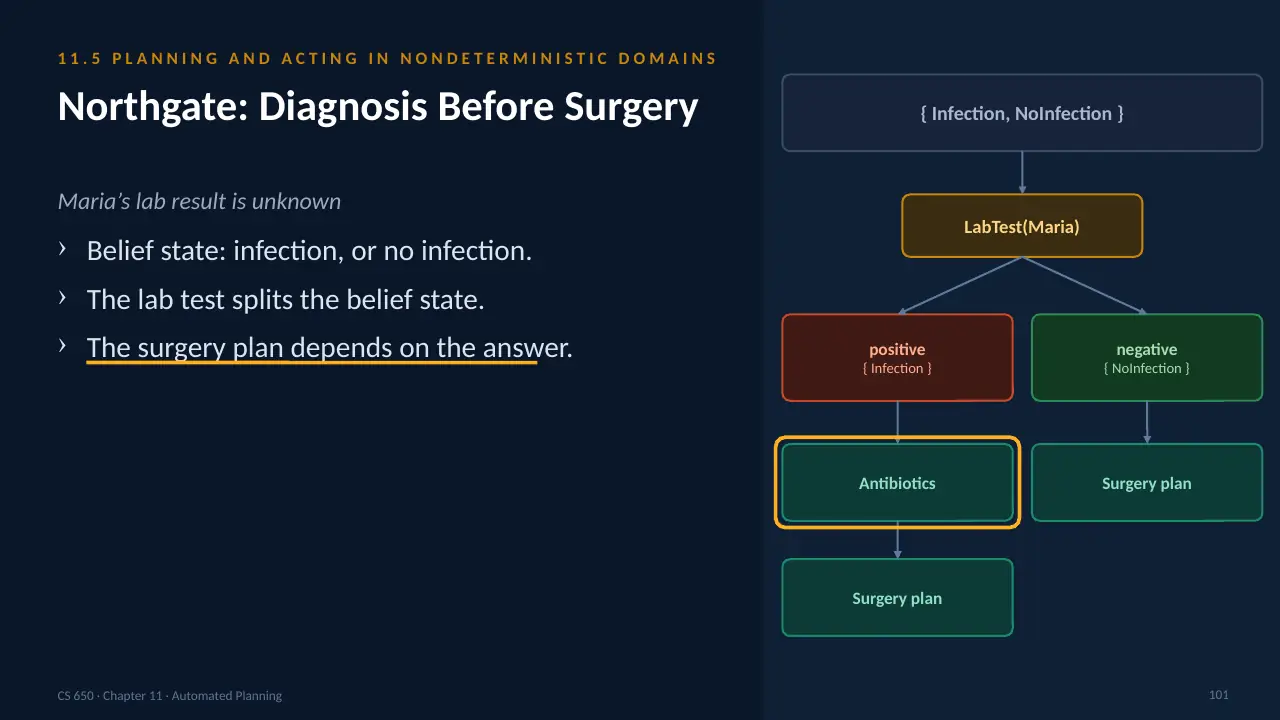 11.5 PLANNING AND ACTING IN NONDETERMINISTIC DOMAINS
Northgate: Diagnosis Before Surgery
Maria’s lab result is unknown
› Belief state: infection, or no infection.
› The lab test splits the belief state.
› The surgery plan depends on the answer.
{ Infection, NoInfection }
LabTest(Maria)
positive
{ Infection }
negative
{ NoInfection }
Antibiotics
Surgery plan
Surgery plan
CS 650 · Chapter 11 · Automated Planning
101